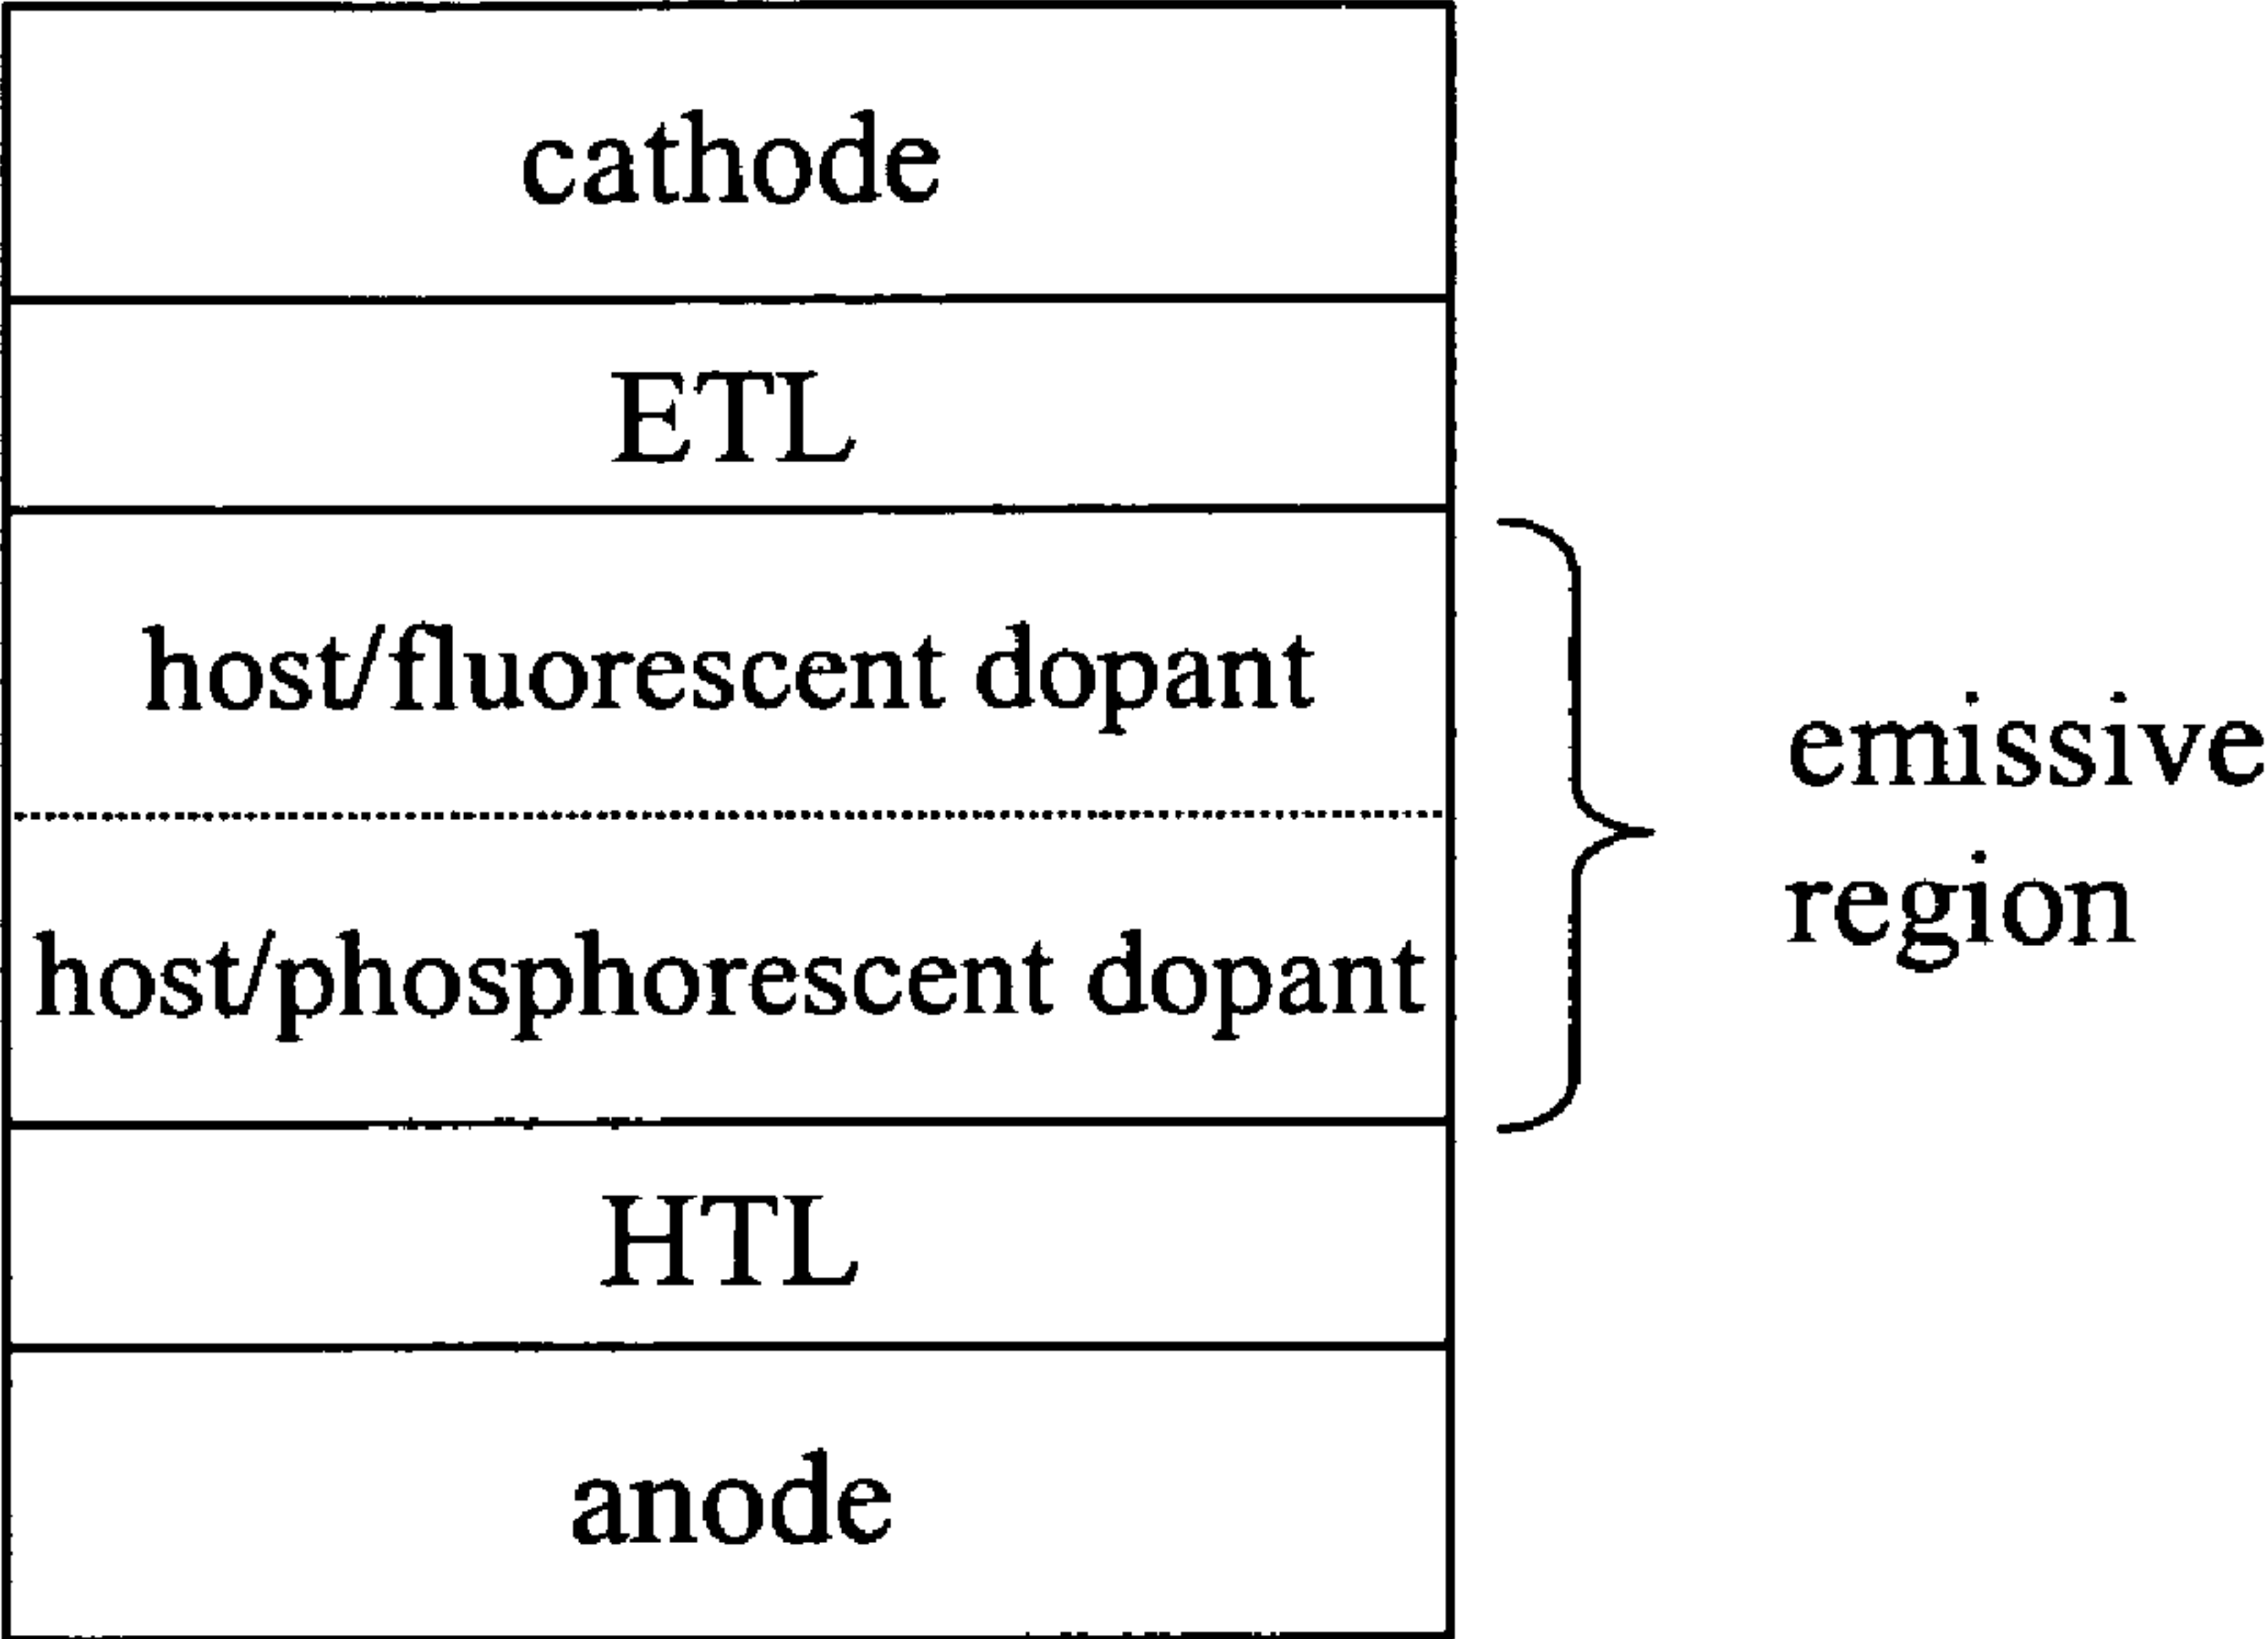 cathode
ETL
host/fluorescent dopant
emissive
region
host/phosphorescent dopant
HTL
anode